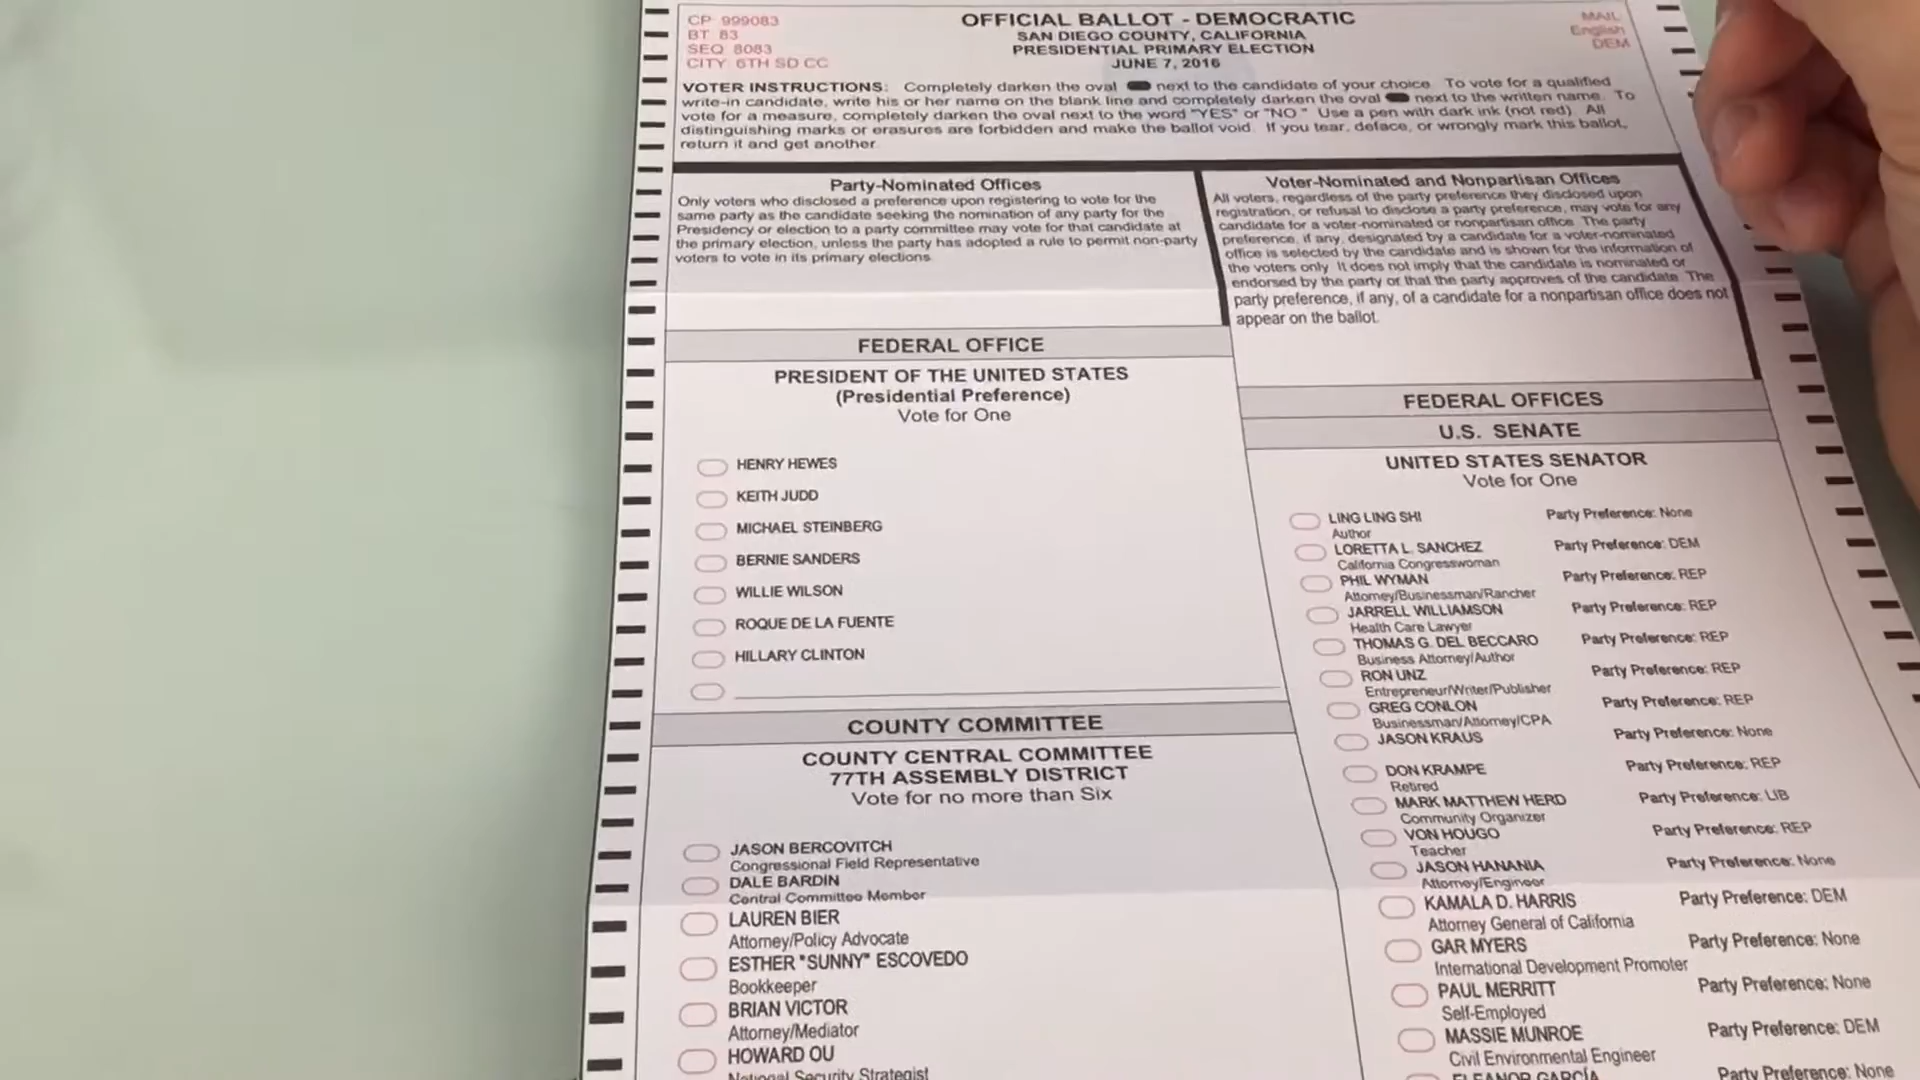 CP 999083
BT 83
SEQ 8083
CITY 6TH SD CC
OFFICIAL BALLOT - DEMOCRATIC
SAN DIEGO COUNTY, CALIFORNIA
PRESIDENTIAL PRIMARY ELECTION
JUNE 7, 2016
MAIL
English
DEM
VOTER INSTRUCTIONS: Completely darken the oval next to the candidate of your choice. To vote for a qualified
write-in candidate, write his or her name on the blank line and completely darken the oval next to the written name. To
vote for a measure, completely darken the oval next to the word "YES" or "NO." Use a pen with dark ink (not red). All
distinguishing marks or erasures are forbidden and make the ballot void. If you tear, deface, or wrongly mark this ballot,
return it and get another.
Party-Nominated Offices
Only voters who disclosed a preference upon registering to vote for the
same party as the candidate seeking the nomination of any party for the
Presidency or election to a party committee may vote for that candidate at
the primary election, unless the party has adopted a rule to permit non-party
voters to vote in its primary elections.
FEDERAL OFFICE
PRESIDENT OF THE UNITED STATES
(Presidential Preference)
Vote for One
HENRY HEWES
KEITH JUDD
MICHAEL STEINBERG
BERNIE SANDERS
WILLIE WILSON
ROQUE DE LA FUENTE
HILLARY CLINTON
COUNTY COMMITTEE
COUNTY CENTRAL COMMITTEE
77TH ASSEMBLY DISTRICT
Vote for no more than Six
JASON BERCOVITCH
Congressional Field Representative
DALE BARDIN
Central Committee Member
LAUREN BIER
Attorney/Policy Advocate
ESTHER "SUNNY" ESCOVEDO
Bookkeeper
BRIAN VICTOR
Attorney/Mediator
HOWARD OU
National Security Strategist
Voter-Nominated and Nonpartisan Offices
All voters, regardless of the party preference they disclosed upon
registration, or refusal to disclose a party preference, may vote for any
candidate for a voter-nominated or nonpartisan office. The party
preference, if any, designated by a candidate for a voter-nominated
office is selected by the candidate and is shown for the information of
the voters only. It does not imply that the candidate is nominated or
endorsed by the party or that the party approves of the candidate. The
party preference, if any, of a candidate for a nonpartisan office does not
appear on the ballot.
FEDERAL OFFICES
U.S. SENATE
UNITED STATES SENATOR
Vote for One
LING LING SHI Party Preference: None
Author
LORETTA L. SANCHEZ Party Preference: DEM
California Congresswoman
PHIL WYMAN Party Preference: REP
Attorney/Businessman/Rancher
JARRELL WILLIAMSON Party Preference: REP
Health Care Lawyer
THOMAS G. DEL BECCARO Party Preference: REP
Business Attorney/Author
RON UNZ Party Preference: REP
Entrepreneur/Writer/Publisher
GREG CONLON Party Preference: REP
Businessman/Attorney/CPA
JASON KRAUS Party Preference: None
DON KRAMPE Party Preference: REP
Retired
MARK MATTHEW HERD Party Preference: LIB
Community Organizer
VON HOUGO Party Preference: REP
Teacher
JASON HANANIA Party Preference: None
Attorney/Engineer
KAMALA D. HARRIS Party Preference: DEM
Attorney General of California
GAR MYERS Party Preference: None
International Development Promoter
PAUL MERRITT Party Preference: None
Self-Employed
MASSIE MUNROE Party Preference: DEM
Civil Environmental Engineer
ELEANOR GARCÍA Party Preference: None